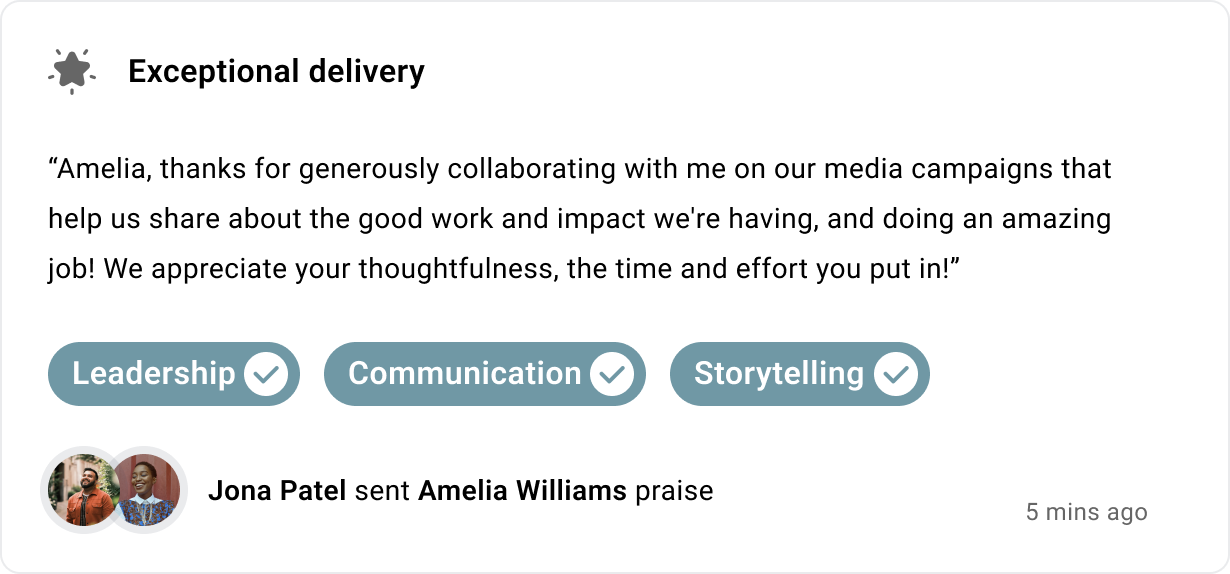 Exceptional delivery
“Amelia, thanks for generously collaborating with me on our media campaigns that
help us share about the good work and impact we're having, and doing an amazing
job! We appreciate your thoughtfulness, the time and effort you put in!”
Leadership Communication Storytelling
Jona Patel sent Amelia Williams praise
5 mins ago